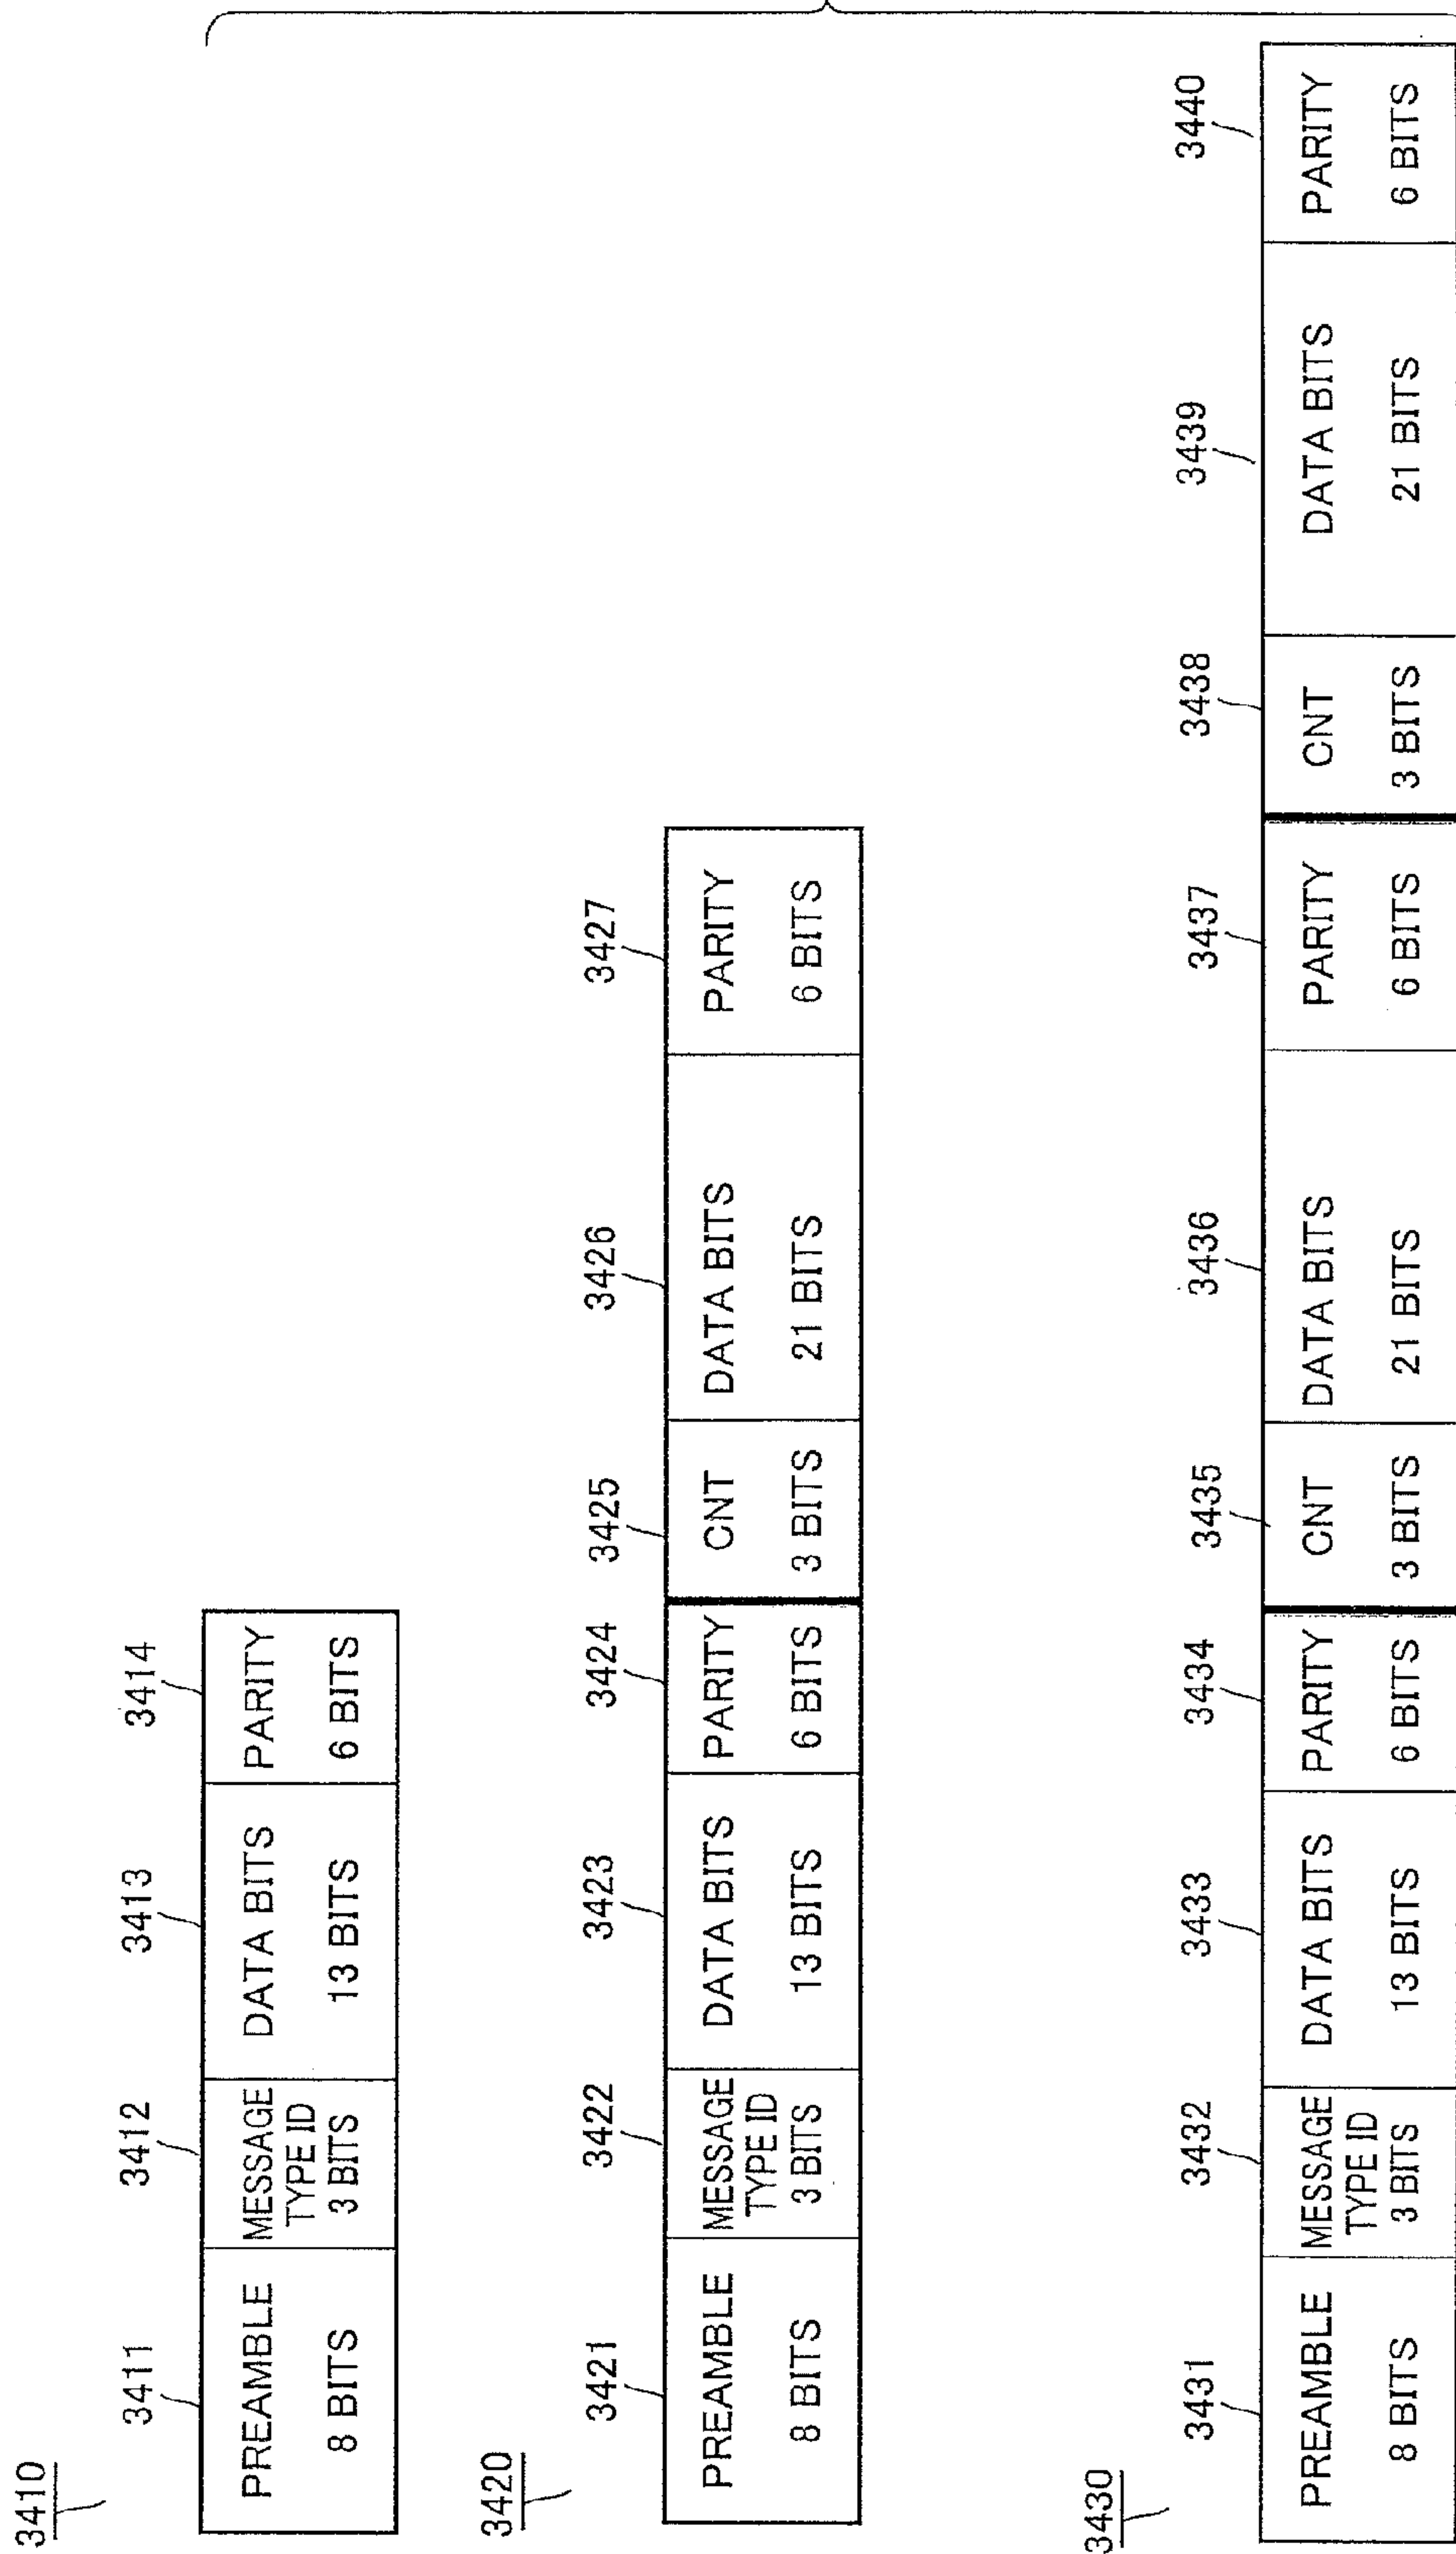 3410
3411 3412 3413 3414
PREAMBLE
8 BITS
MESSAGE
TYPE ID
3 BITS
DATA BITS
13 BITS
PARITY
6 BITS
3420
3421 3422 3423 3424 3425 3426 3427
PREAMBLE
8 BITS
MESSAGE
TYPE ID
3 BITS
DATA BITS
13 BITS
PARITY
6 BITS
CNT
3 BITS
DATA BITS
21 BITS
PARITY
6 BITS
3430
3431 3432 3433 3434 3435 3436 3437 3438 3439 3440
PREAMBLE
8 BITS
MESSAGE
TYPE ID
3 BITS
DATA BITS
13 BITS
PARITY
6 BITS
CNT
3 BITS
DATA BITS
21 BITS
PARITY
6 BITS
CNT
3 BITS
DATA BITS
21 BITS
PARITY
6 BITS